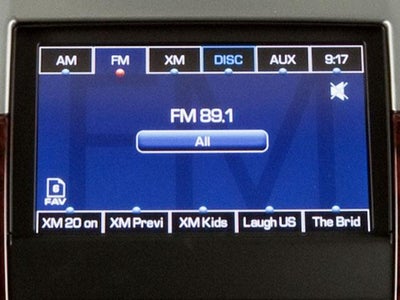 AM FM XM DISC AUX 9:17
FM 89.1
All
6
FAV
XM 20 on XM Previ XM Kids Laugh US The Brid